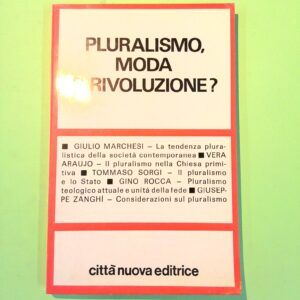 PLURALISMO,
MODA
RIVOLUZIONE?
■ GIULIO MARCHESI – La tendenza plura-
listica della società contemporanea ■ VERA
ARAUJO – Il pluralismo nella Chiesa primi-
tiva ■ TOMMASO SORGI – Il pluralismo
e lo Stato ■ GINO ROCCA – Pluralismo
teologico attuale e unità della fede ■ GIUSEP-
PE ZANGHI – Considerazioni sul pluralismo
città nuova editrice